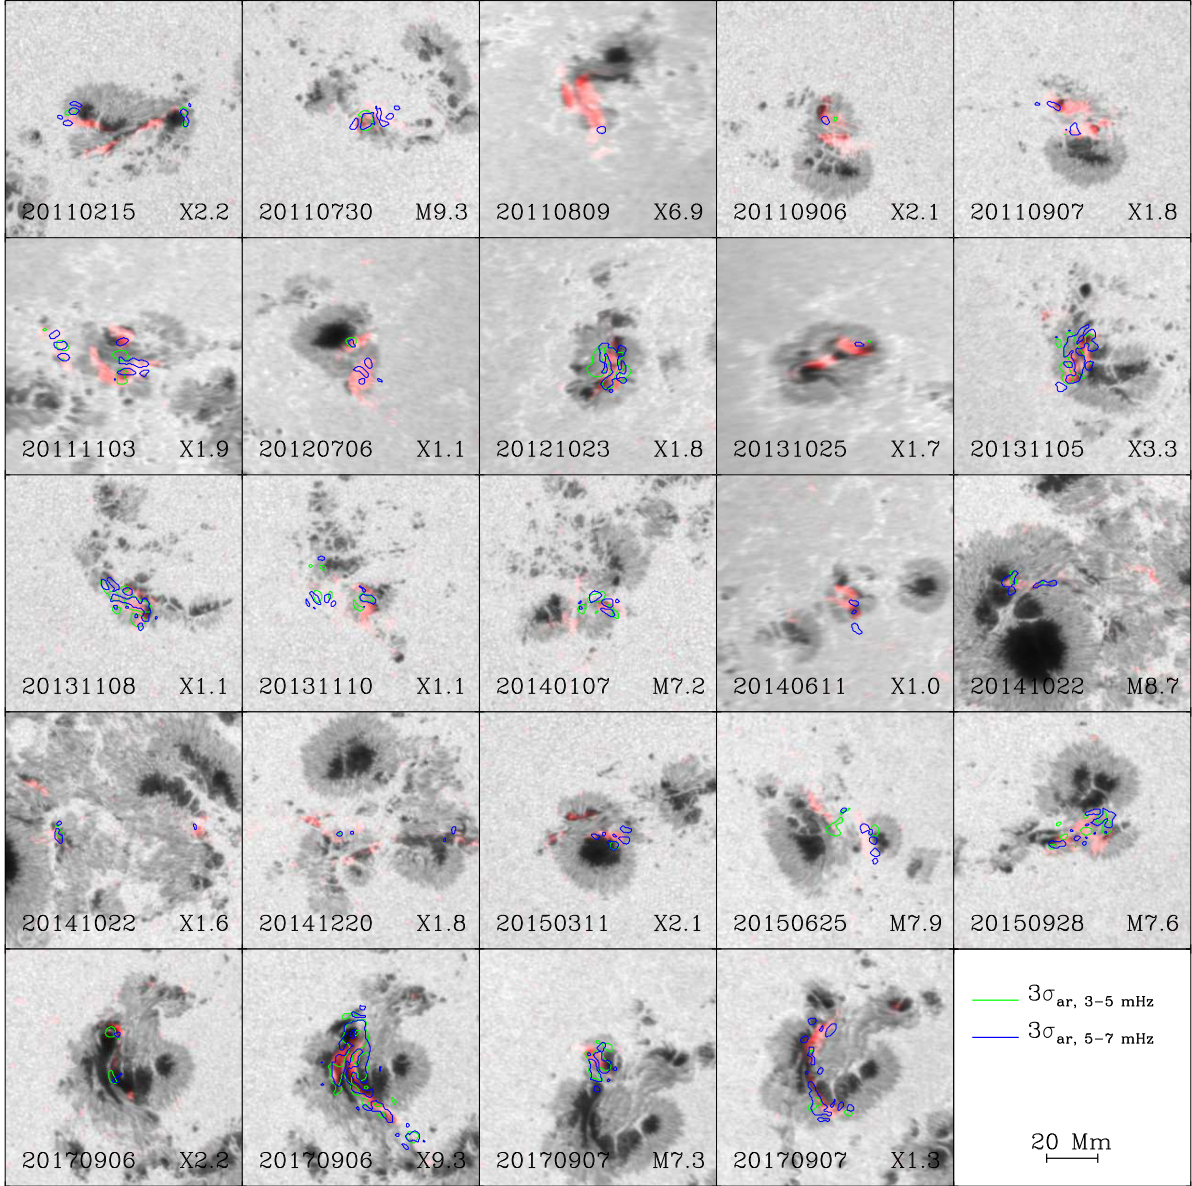 20110215 X2.2
20110730 M9.3
20110809 X6.9
20110906 X2.1
20110907 X1.8
20111103 X1.9
20120706 X1.1
20121023 X1.8
20131025 X1.7
20131105 X3.3
20131108 X1.1
20131110 X1.1
20140107 M7.2
20140611 X1.0
20141022 M8.7
20141022 X1.6
20141220 X1.8
20150311 X2.1
20150625 M7.9
20150928 M7.6
20170906 X2.2
20170906 X9.3
20170907 M7.3
20170907 X1.3
3σar, 3−5 mHz
3σar, 5−7 mHz
20 Mm